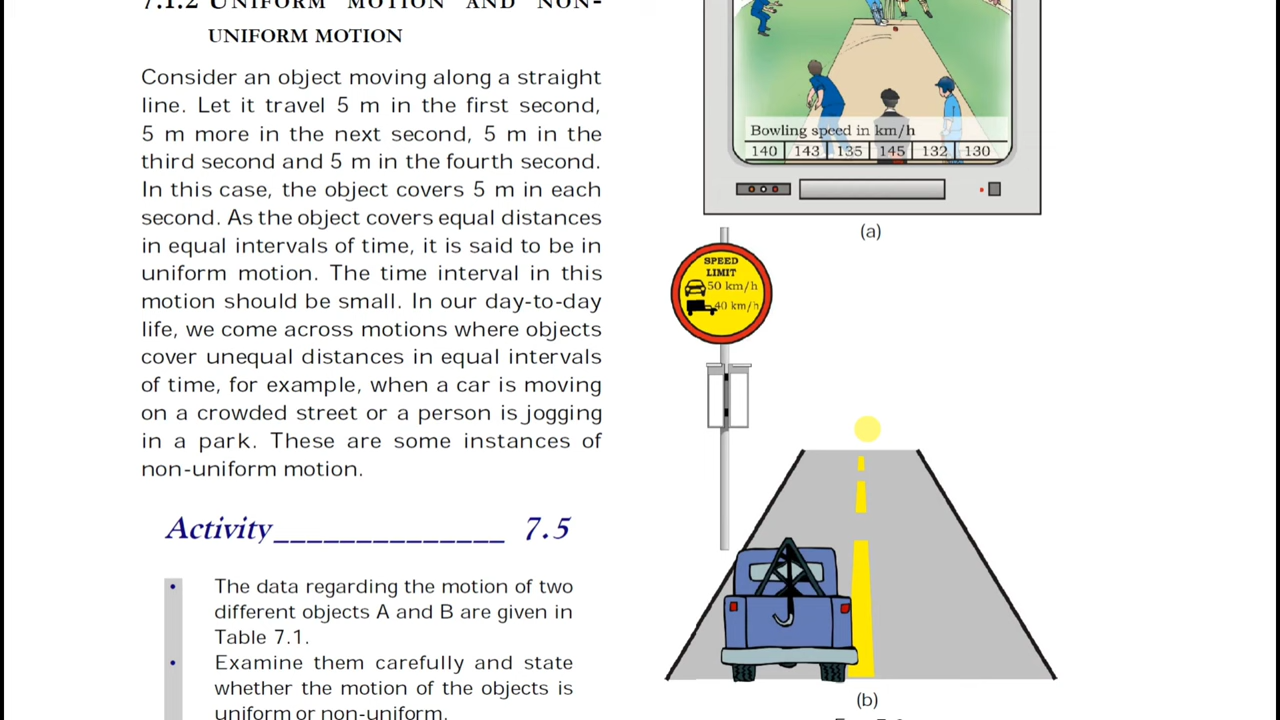 7.1.2 UNIFORM MOTION AND NON-
UNIFORM MOTION
Consider an object moving along a straight
line. Let it travel 5 m in the first second,
5 m more in the next second, 5 m in the
third second and 5 m in the fourth second.
In this case, the object covers 5 m in each
second. As the object covers equal distances
in equal intervals of time, it is said to be in
uniform motion. The time interval in this
motion should be small. In our day-to-day
life, we come across motions where objects
cover unequal distances in equal intervals
of time, for example, when a car is moving
on a crowded street or a person is jogging
in a park. These are some instances of
non-uniform motion.
Activity______________ 7.5
• The data regarding the motion of two
different objects A and B are given in
Table 7.1.
• Examine them carefully and state
whether the motion of the objects is
uniform or non-uniform.
Bowling speed in km/h
140 143 135 145 132 130
(a)
SPEED
LIMIT
50 km/h
40 km/h
(b)